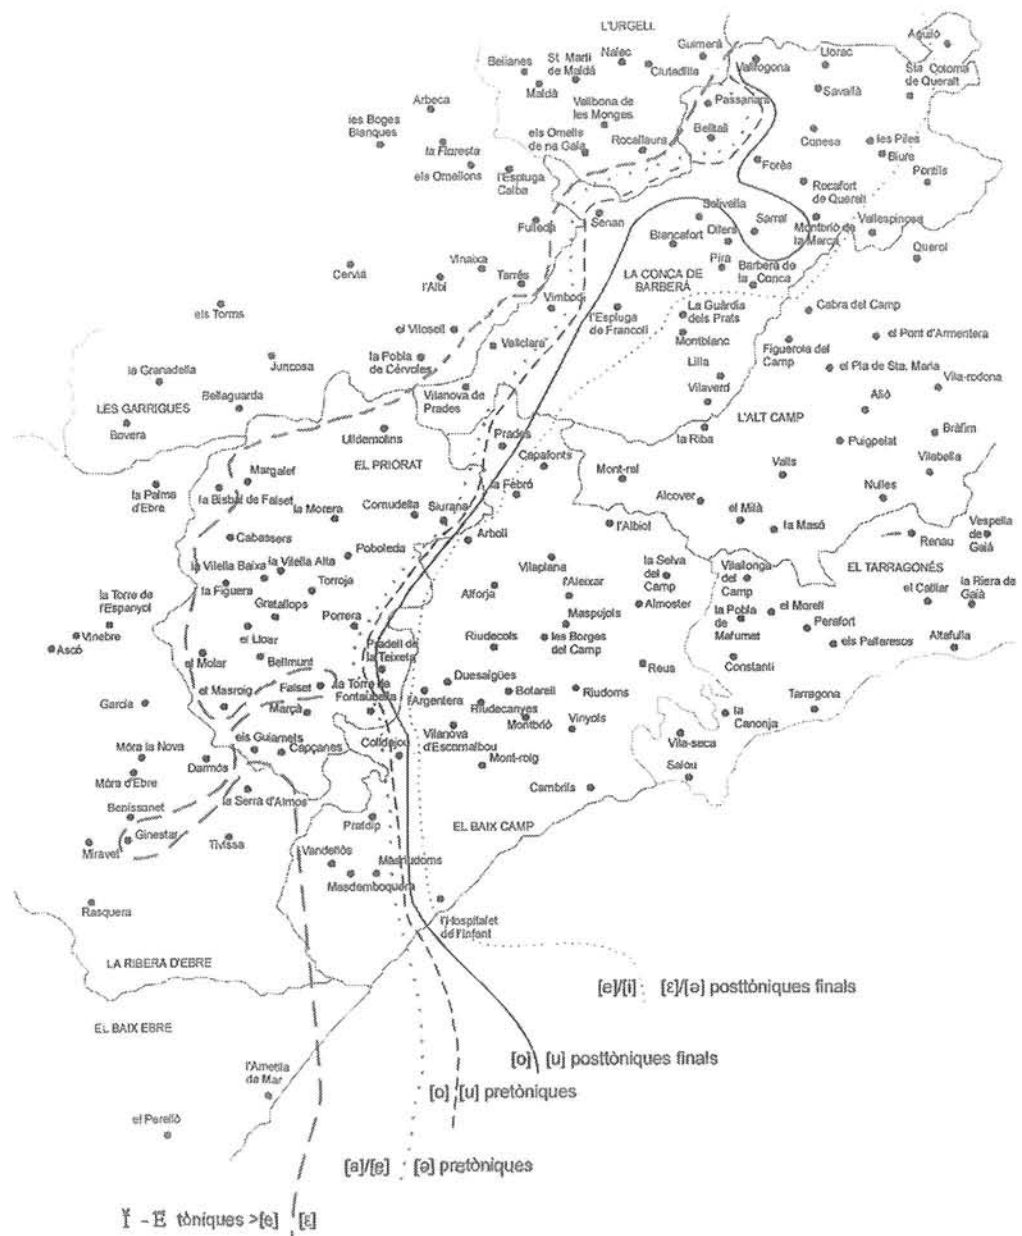 L'URGELL
Aguiló
Guimerà
Nalec
St. Martí
de Maldà
Belianes
Ciutadilla
Vallfogona
Llorac
Sta. Coloma
de Queralt
Maldà
Savallà
Passanant
Vallbona de
les Monges
Arbeca
les Borges
Blanques
els Omells
de na Gaia
Rocallaura
Belltall
Conesa
les Piles
Biure
la Floresta
els Omellons
l'Espluga
Calba
Forès
Pontils
Rocafort
de Queralt
Solivella
Sarral
Fulleda
Senan
Blancafort
Ollers
Montbrió de
la Marca
Vallespinosa
Querol
Pira
Barberà de
la Conca
LA CONCA DE
BARBERÀ
Cervià
Vinaixa
l'Albi
Tarrés
Vimbodí
els Torms
l'Espluga
de Francolí
La Guàrdia
dels Prats
Cabra del Camp
el Vilosell
Vallclara
Montblanc
el Pont d'Armentera
Figuerola del
Camp
Juncosa
la Pobla
de Cérvoles
Lilla
la Granadella
el Pla de Sta. Maria
Vilaverd
Vila-rodona
Bellaguarda
LES GARRIGUES
Vilanova de
Prades
Alió
L'ALT CAMP
Bovera
Ulldemolins
Prades
la Riba
Puigpelat
Bràfim
EL PRIORAT
Capafonts
Margalef
Mont-ral
Valls
Vilabella
la Palma
d'Ebre
la Bisbal de Falset
la Febró
Nulles
Alcover
la Morera
Cornudella
Siurana
el Milà
l'Albiol
la Masó
Vespella
de Gaià
Cabassers
Arbolí
Renau
Poboleda
la Vilella Alta
la Vilella Baixa
Vilaplana
la Selva
del
Camp
Vilallonga
del
Camp
EL TARRAGONÈS
la Figuera
Torroja
l'Aleixar
el Catllar
la Riera de
Gaià
la Torre de
l'Espanyol
Alforja
Gratallops
Almoster
Maspujols
la Pobla
de
Mafumet
el Morell
Perafort
Porrera
Vinebre
el Lloar
Riudecols
les Borges
del Camp
els Pallaresos
Altafulla
Ascó
Pradell de
la Teixeta
el Molar
Bellmunt
Reus
Constantí
Duesaigües
Falset
la Torre de
Fontaubella
el Masroig
l'Argentera
Botarell
Riudoms
Tarragona
Garcia
Marçà
Riudecanyes
Montbrió
Vinyols
la
Canonja
els Guiamets
Capçanes
Colldejou
Vilanova
d'Escornalbou
Vila-seca
Móra la Nova
Darmós
Mont-roig
Salou
Móra d'Ebre
la Serra d'Almos
Cambrils
Benissanet
Pratdip
EL BAIX CAMP
Ginestar
Miravet
Tivissa
Vandellòs
Masriudoms
Masdemboquera
Rasquera
l'Hospitalet
de l'Infant
LA RIBERA D'EBRE
[e]/[i] [ɛ]/[ə] posttòniques finals
EL BAIX EBRE
[o] [u] posttòniques finals
l'Ametlla
de Mar
[o] [u] pretòniques
el Perelló
[a]/[e] [ə] pretòniques
Ĭ - Ē tòniques >[e] [ɛ]